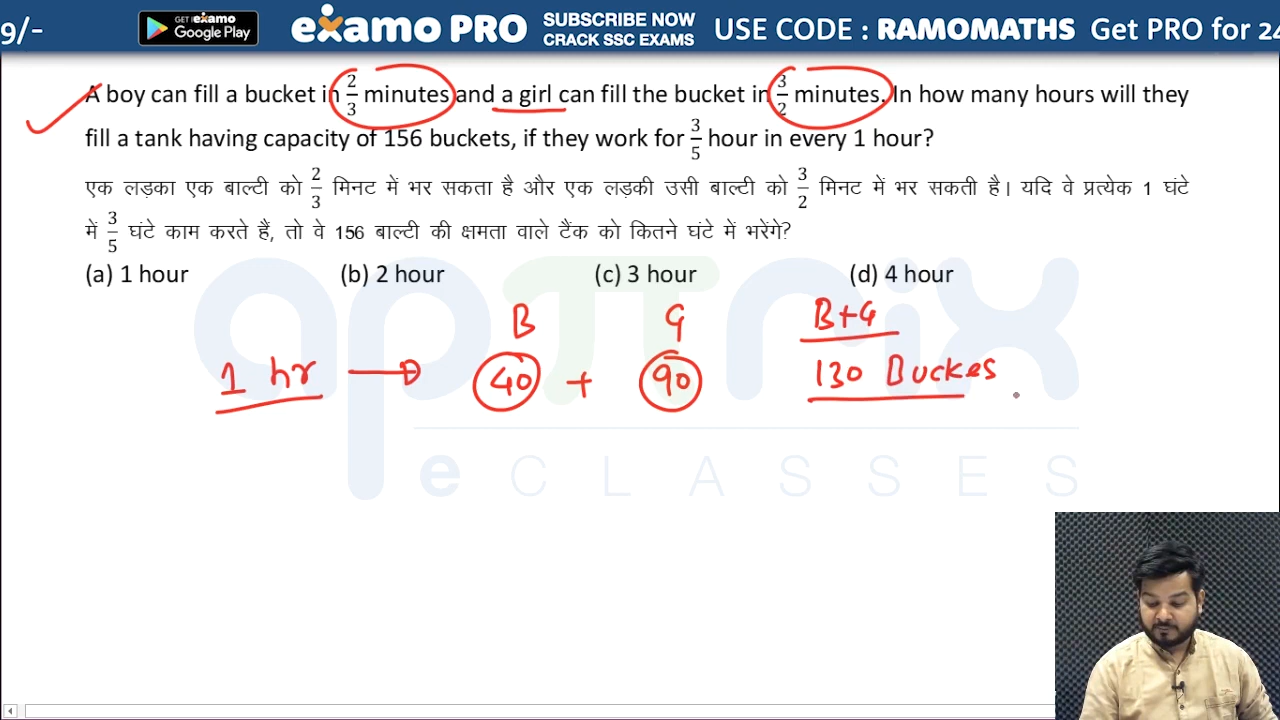 9/-
GET IT ON examo
Google Play
examo PRO
SUBSCRIBE NOW
CRACK SSC EXAMS
USE CODE : RAMOMATHS Get PRO for 24
A boy can fill a bucket in 2/3 minutes and a girl can fill the bucket in 3/2 minutes. In how many hours will they
fill a tank having capacity of 156 buckets, if they work for 3/5 hour in every 1 hour?
एक लड़का एक बाल्टी को 2/3 मिनट में भर सकता है और एक लड़की उसी बाल्टी को 3/2 मिनट में भर सकती है। यदि वे प्रत्येक 1 घंटे
में 3/5 घंटे काम करते हैं, तो वे 156 बाल्टी की क्षमता वाले टैंक को कितने घंटे में भरेंगे?
(a) 1 hour (b) 2 hour (c) 3 hour (d) 4 hour
B G B+G
1 hr → 40 + 90 130 Buckes
apππnix
e CLASSES